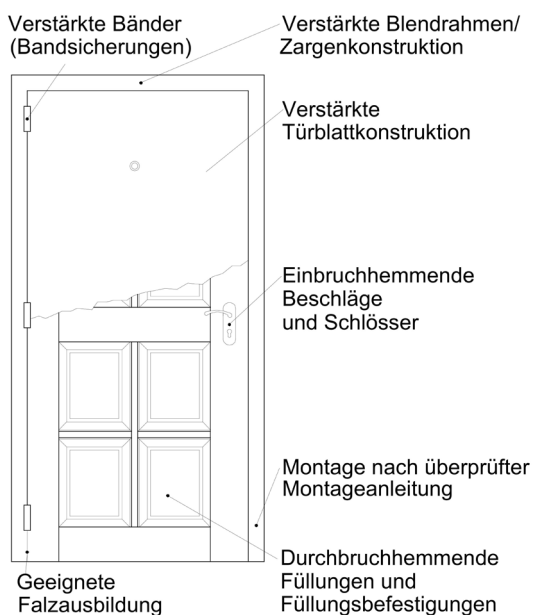 Verstärkte Bänder
(Bandsicherungen)
Verstärkte Blendrahmen/
Zargenkonstruktion
Verstärkte
Türblattkonstruktion
Einbruchhemmende
Beschläge
und Schlösser
Montage nach überprüfter
Montageanleitung
Durchbruchhemmende
Füllungen und
Füllungsbefestigungen
Geeignete
Falzausbildung